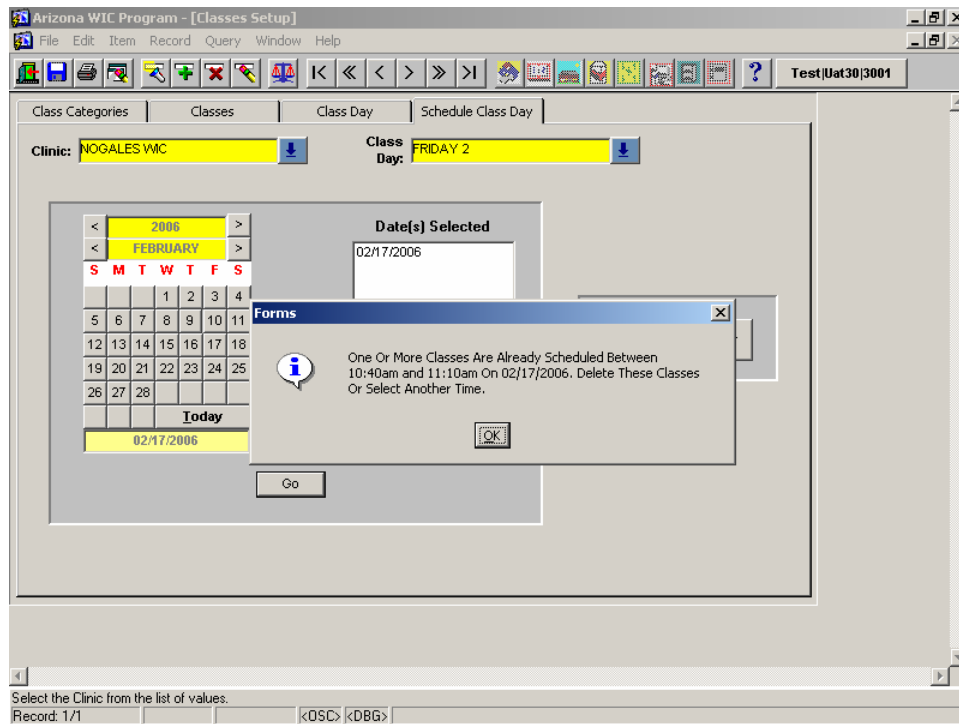 Arizona WIC Program - [Classes Setup]
File Edit Item Record Query Window Help
Test|Uat30|3001
Class Categories Classes Class Day Schedule Class Day
Clinic: NOGALES WIC Class Day: FRIDAY 2
< 2006 >
< FEBRUARY >
Date(s) Selected
02/17/2006
S M T W T F S
1 2 3 4
5 6 7 8 9 10 11
12 13 14 15 16 17 18
19 20 21 22 23 24 25
26 27 28
Today
02/17/2006
Forms
One Or More Classes Are Already Scheduled Between
10:40am and 11:10am On 02/17/2006. Delete These Classes
Or Select Another Time.
OK
Go
Select the Clinic from the list of values.
Record: 1/1 <OSC> <DBG>